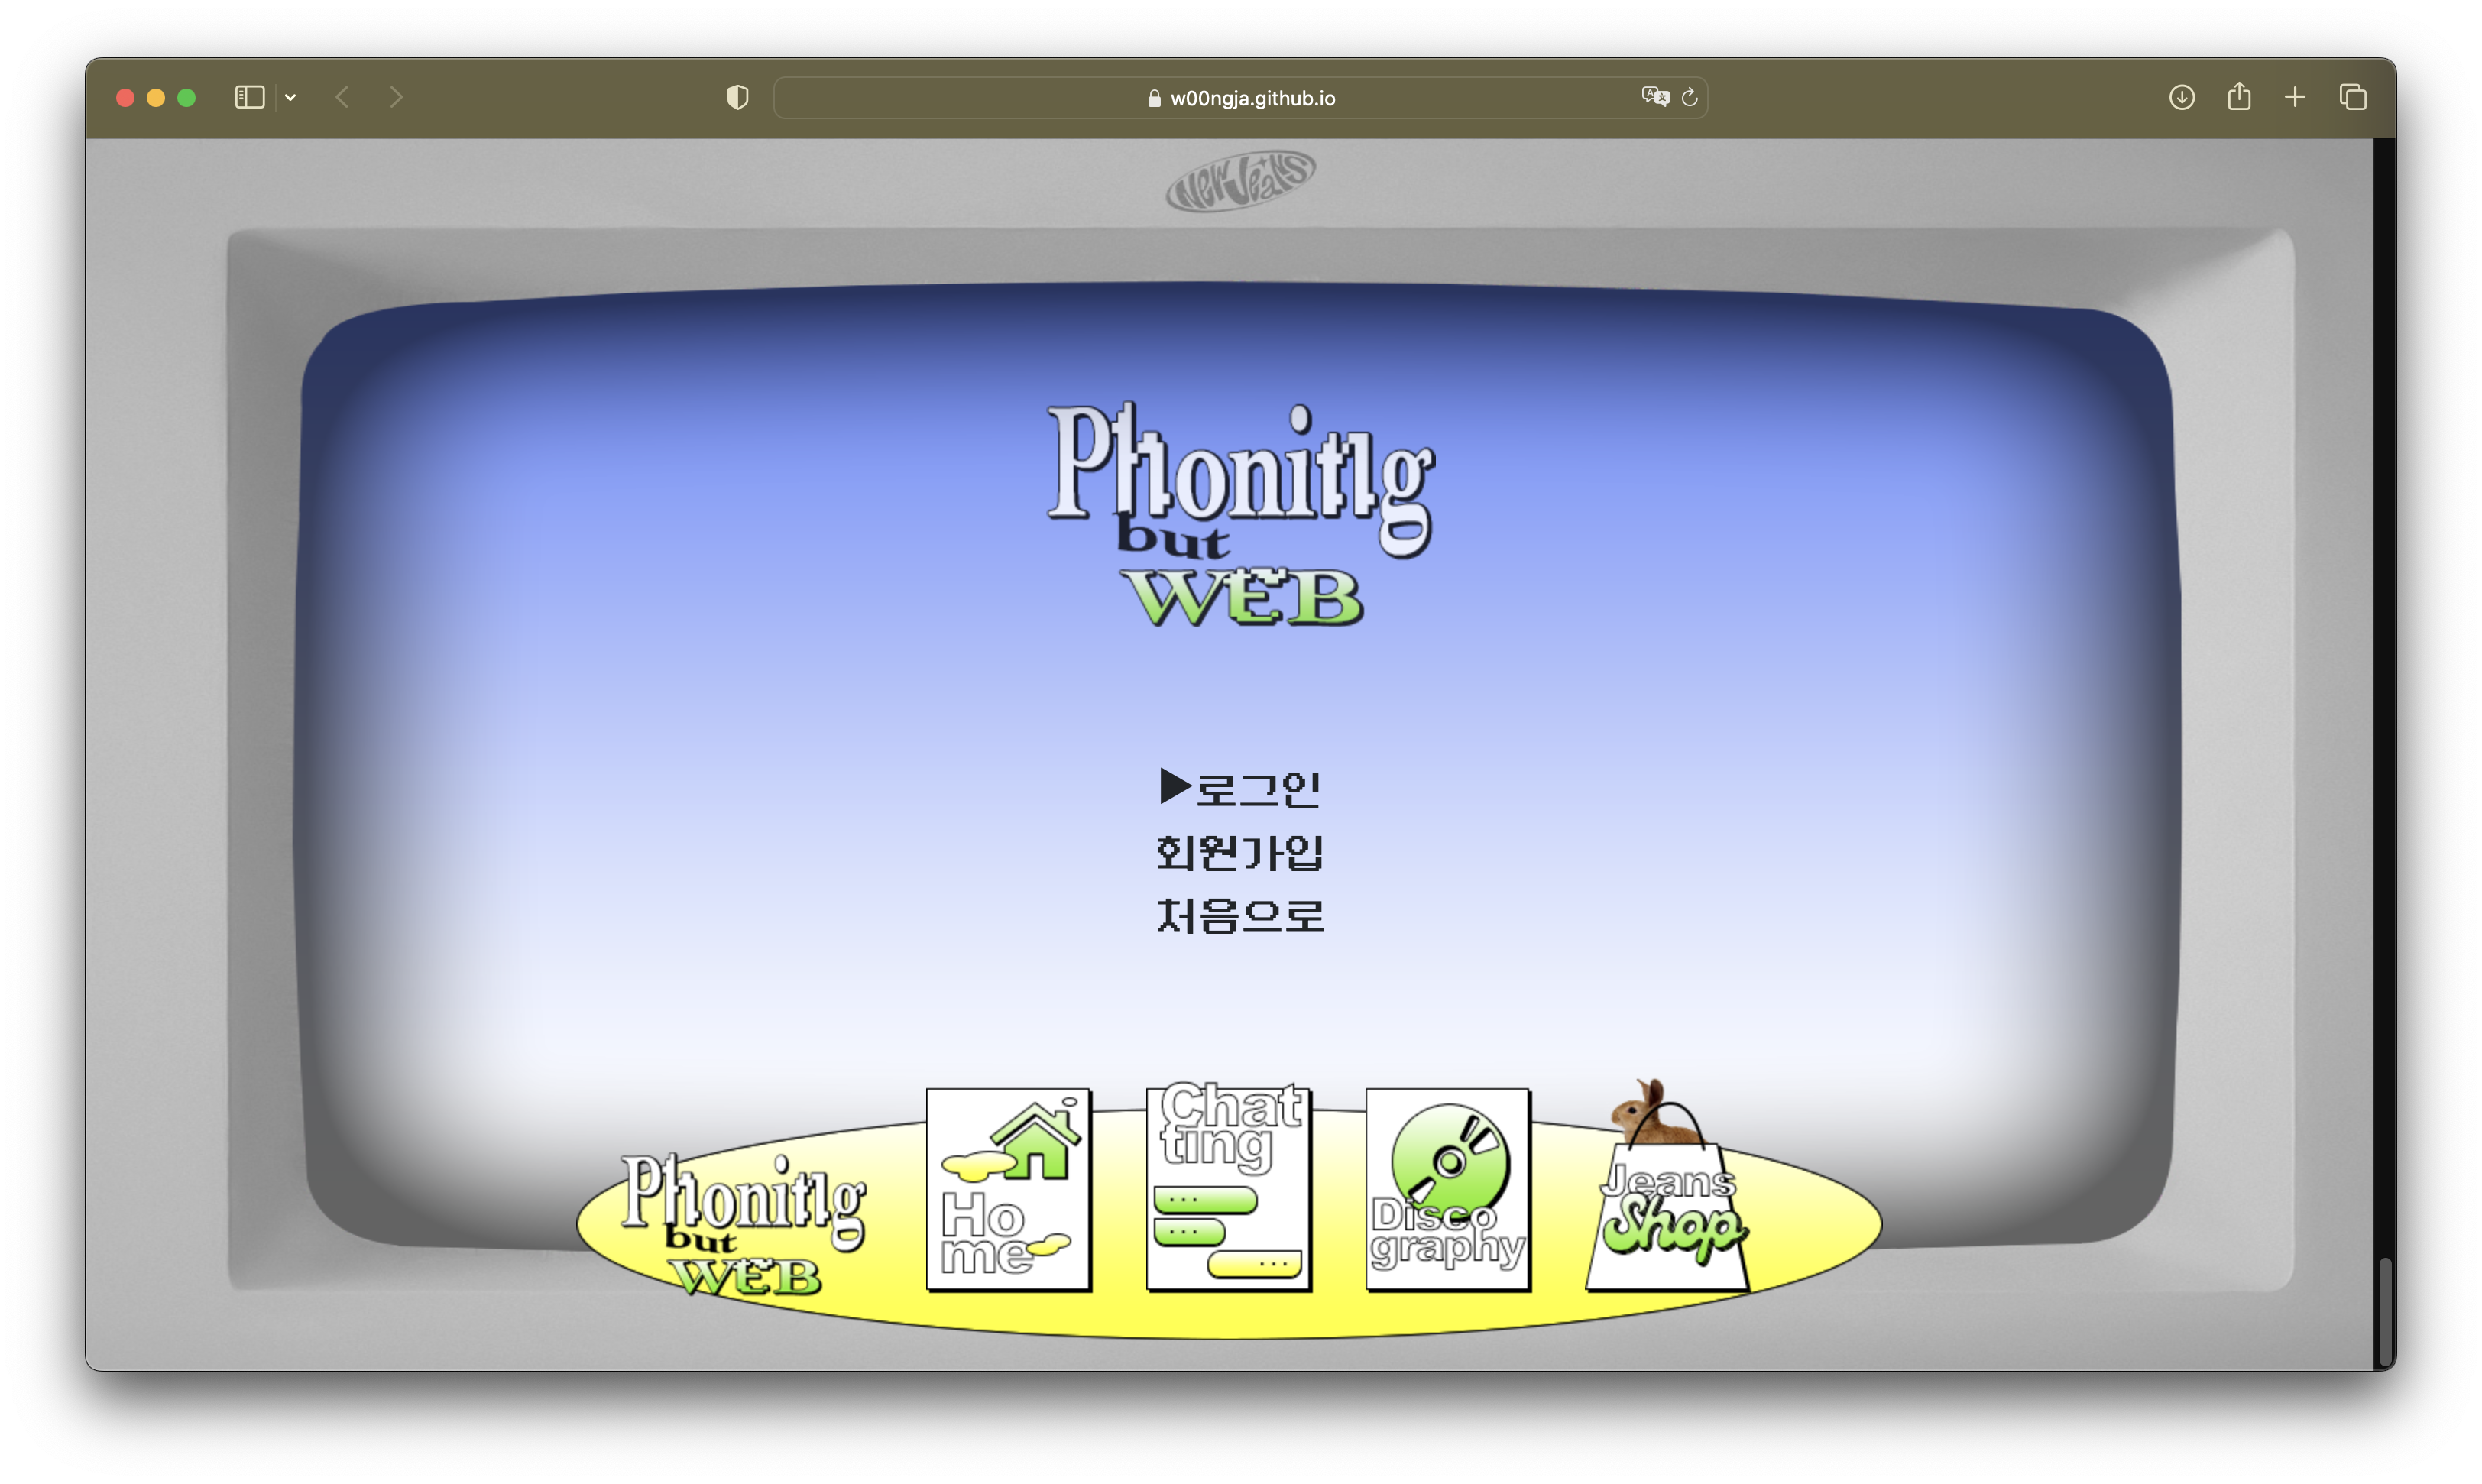 w00ngja.github.io
NewJeans
Phoning
but
WEB
▶로그인
회원가입
처음으로
Phoning
but
WEB
Ho
me
Chat
ting
Disco
graphy
Jeans
Shop